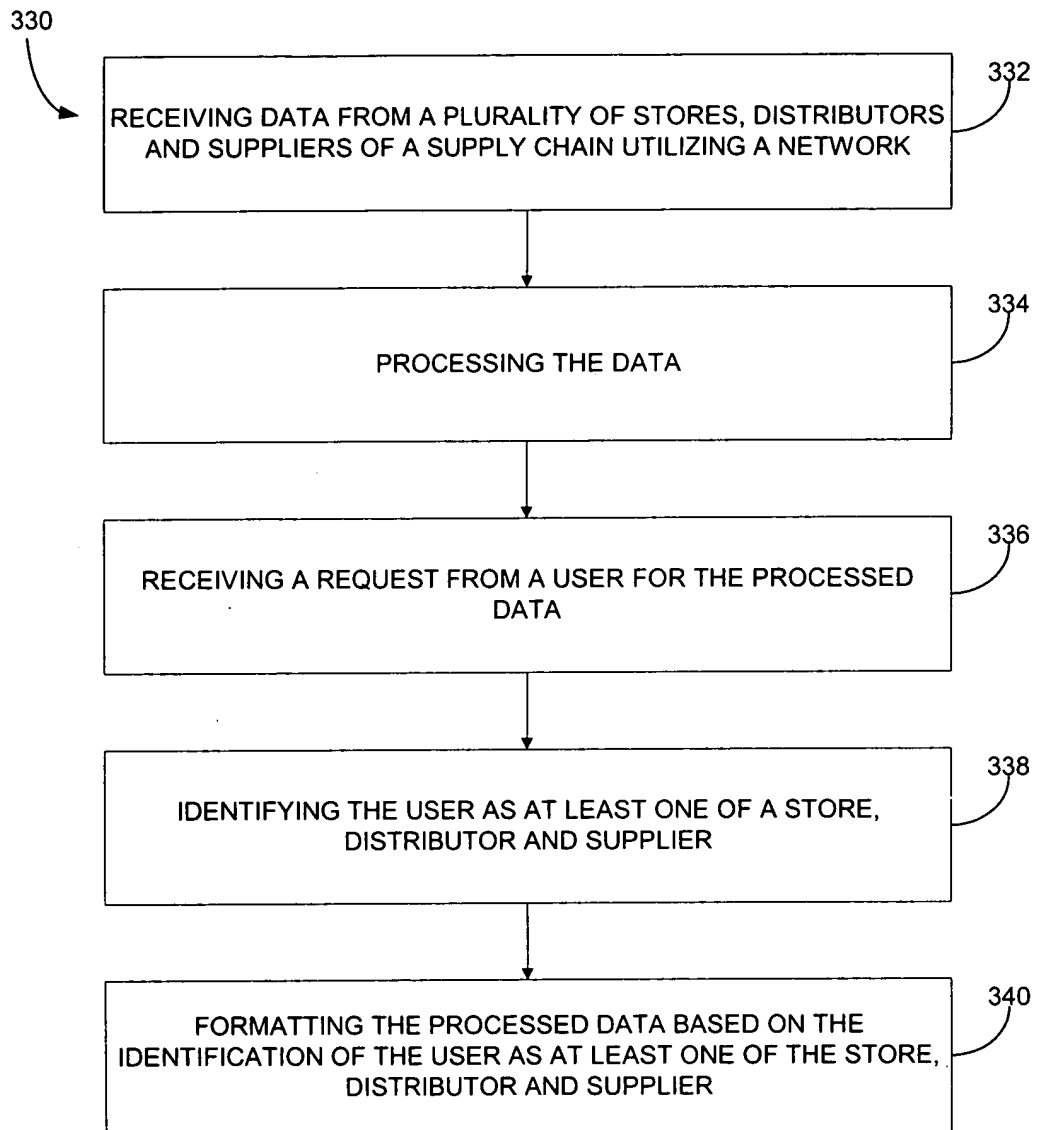 330
332
RECEIVING DATA FROM A PLURALITY OF STORES, DISTRIBUTORS
AND SUPPLIERS OF A SUPPLY CHAIN UTILIZING A NETWORK
334
PROCESSING THE DATA
336
RECEIVING A REQUEST FROM A USER FOR THE PROCESSED
DATA
338
IDENTIFYING THE USER AS AT LEAST ONE OF A STORE,
DISTRIBUTOR AND SUPPLIER
340
FORMATTING THE PROCESSED DATA BASED ON THE
IDENTIFICATION OF THE USER AS AT LEAST ONE OF THE STORE,
DISTRIBUTOR AND SUPPLIER